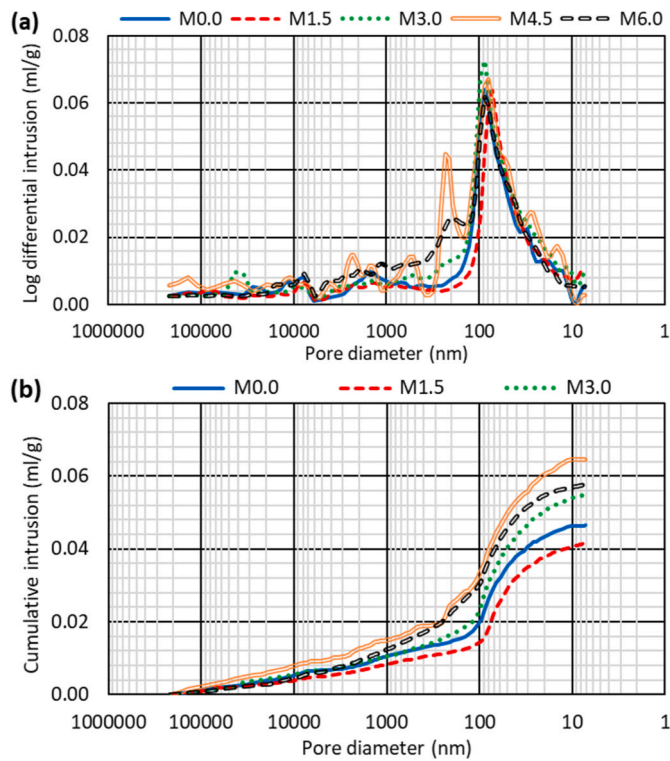 (a) M0.0 M1.5 M3.0 M4.5 M6.0
Log differential intrusion (ml/g)
0.08
0.06
0.04
0.02
0.00
1000000 100000 10000 1000 100 10 1
Pore diameter (nm)
(b) M0.0 M1.5 M3.0
Cumulative intrusion (ml/g)
0.08
0.06
0.04
0.02
0.00
1000000 100000 10000 1000 100 10 1
Pore diameter (nm)